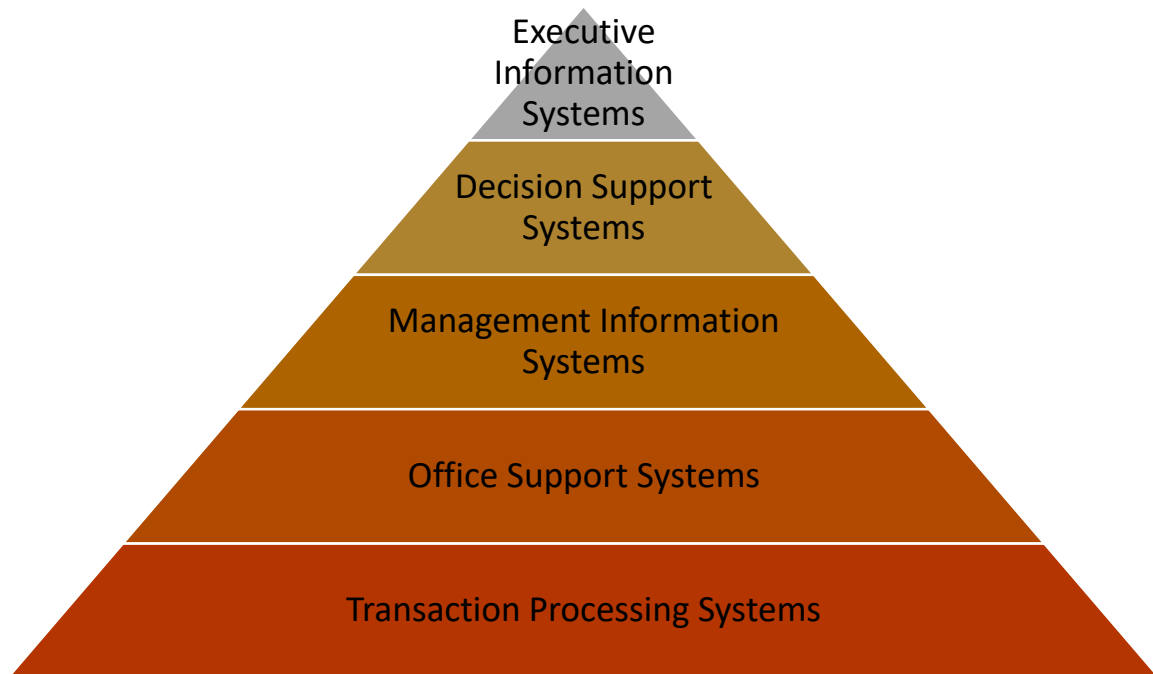 Executive
Information
Systems
Decision Support
Systems
Management Information
Systems
Office Support Systems
Transaction Processing Systems